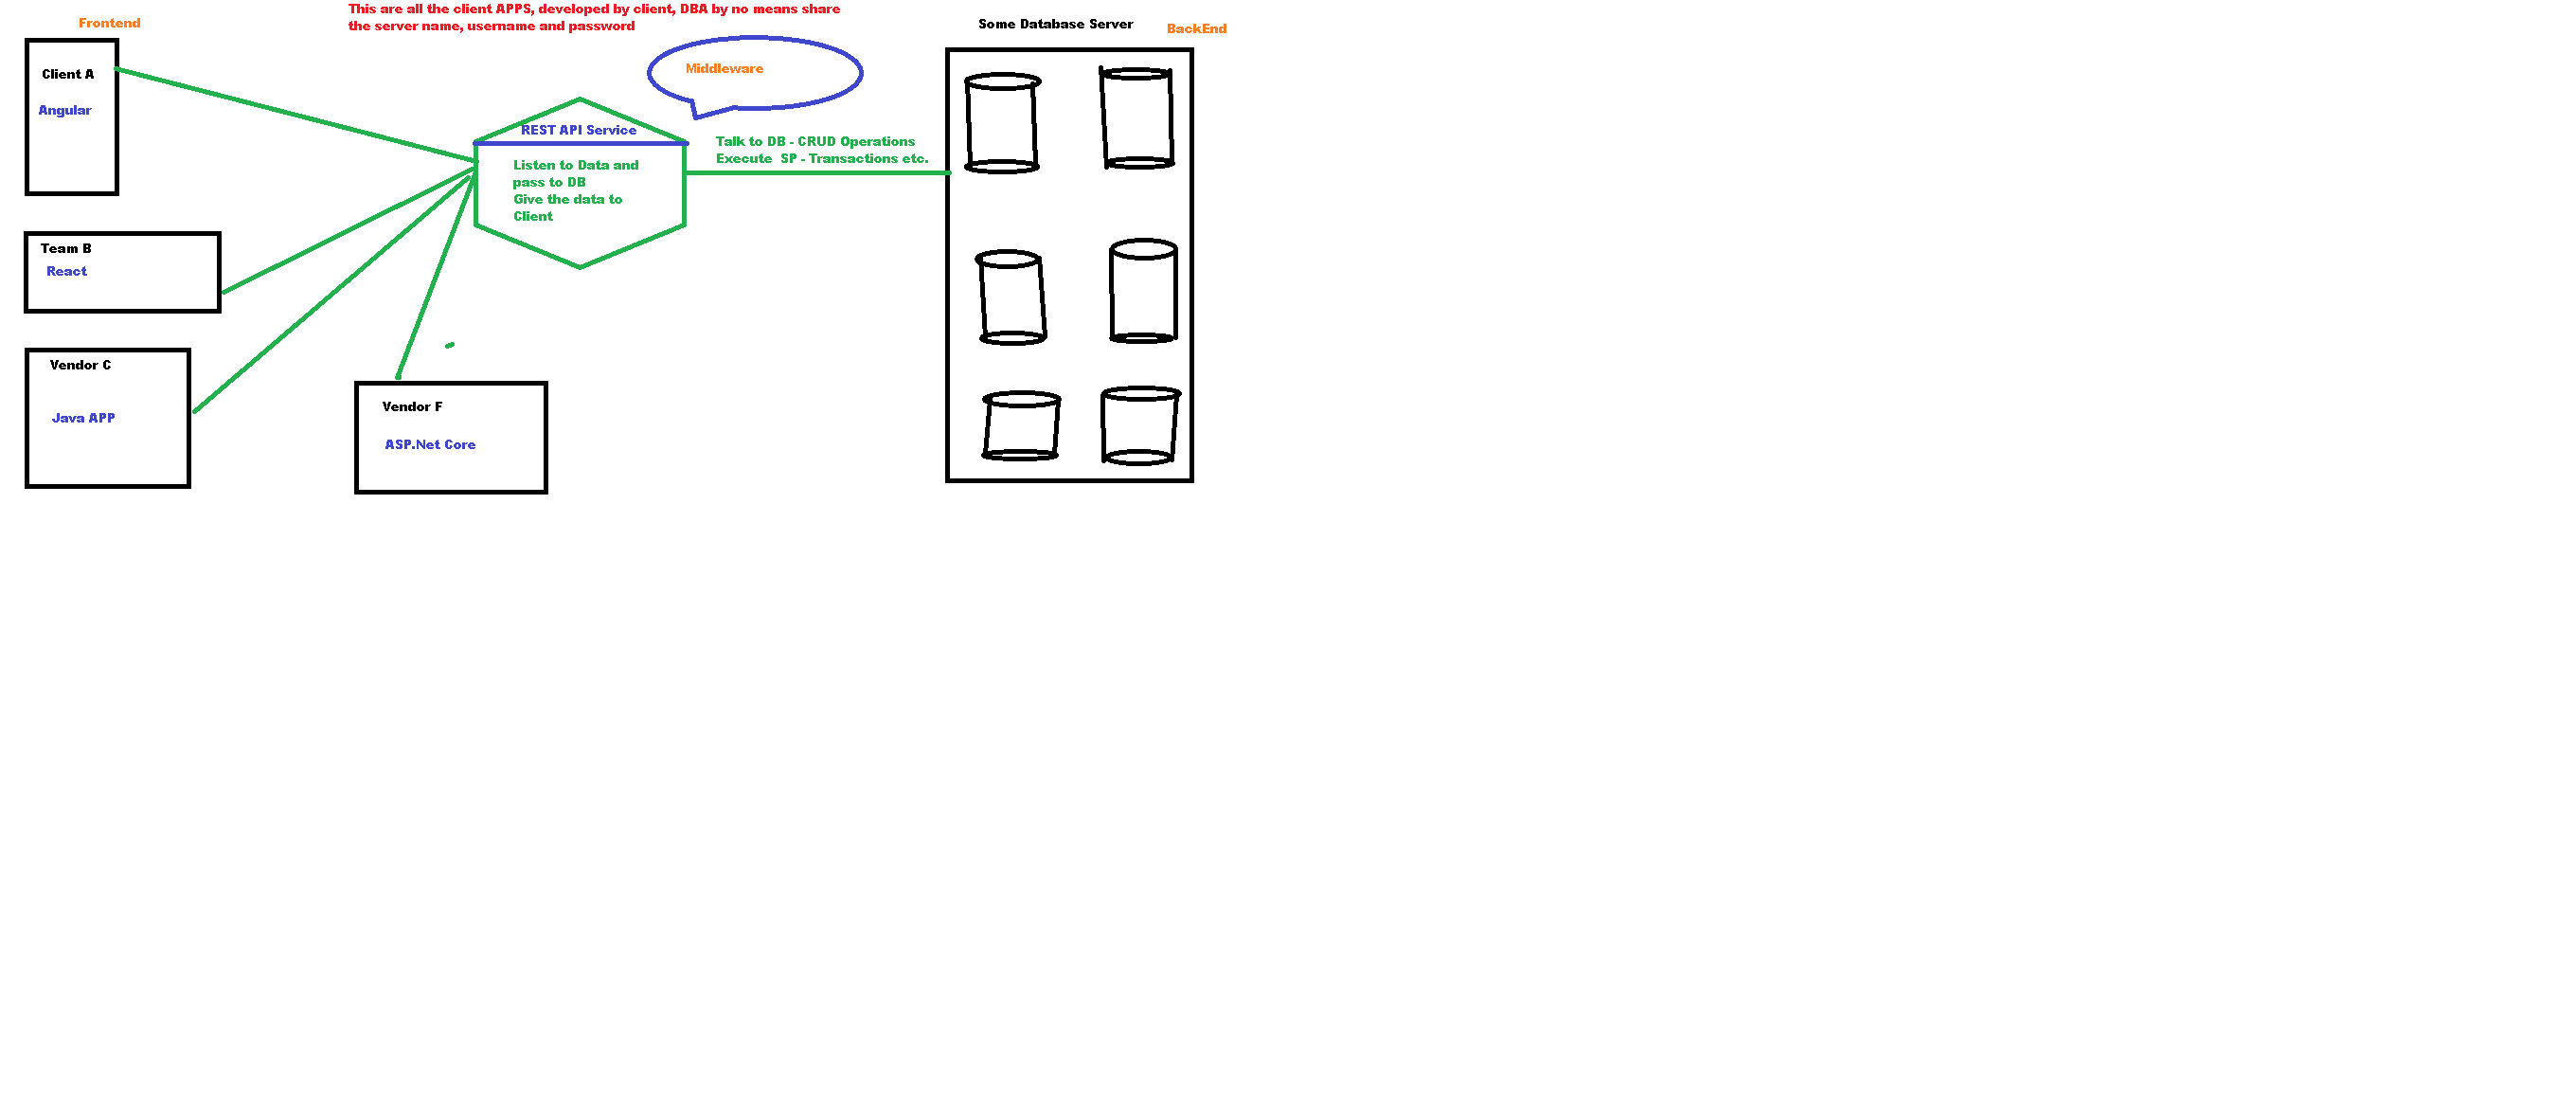 Frontend
This are all the client APPS, developed by client, DBA by no means share
the server name, username and password
Some Database Server
BackEnd
Client A
Angular
Middleware
REST API Service
Listen to Data and
pass to DB
Give the data to
Client
Talk to DB - CRUD Operations
Execute  SP - Transactions etc.
Team B
React
Vendor C
Java APP
Vendor F
ASP.Net Core